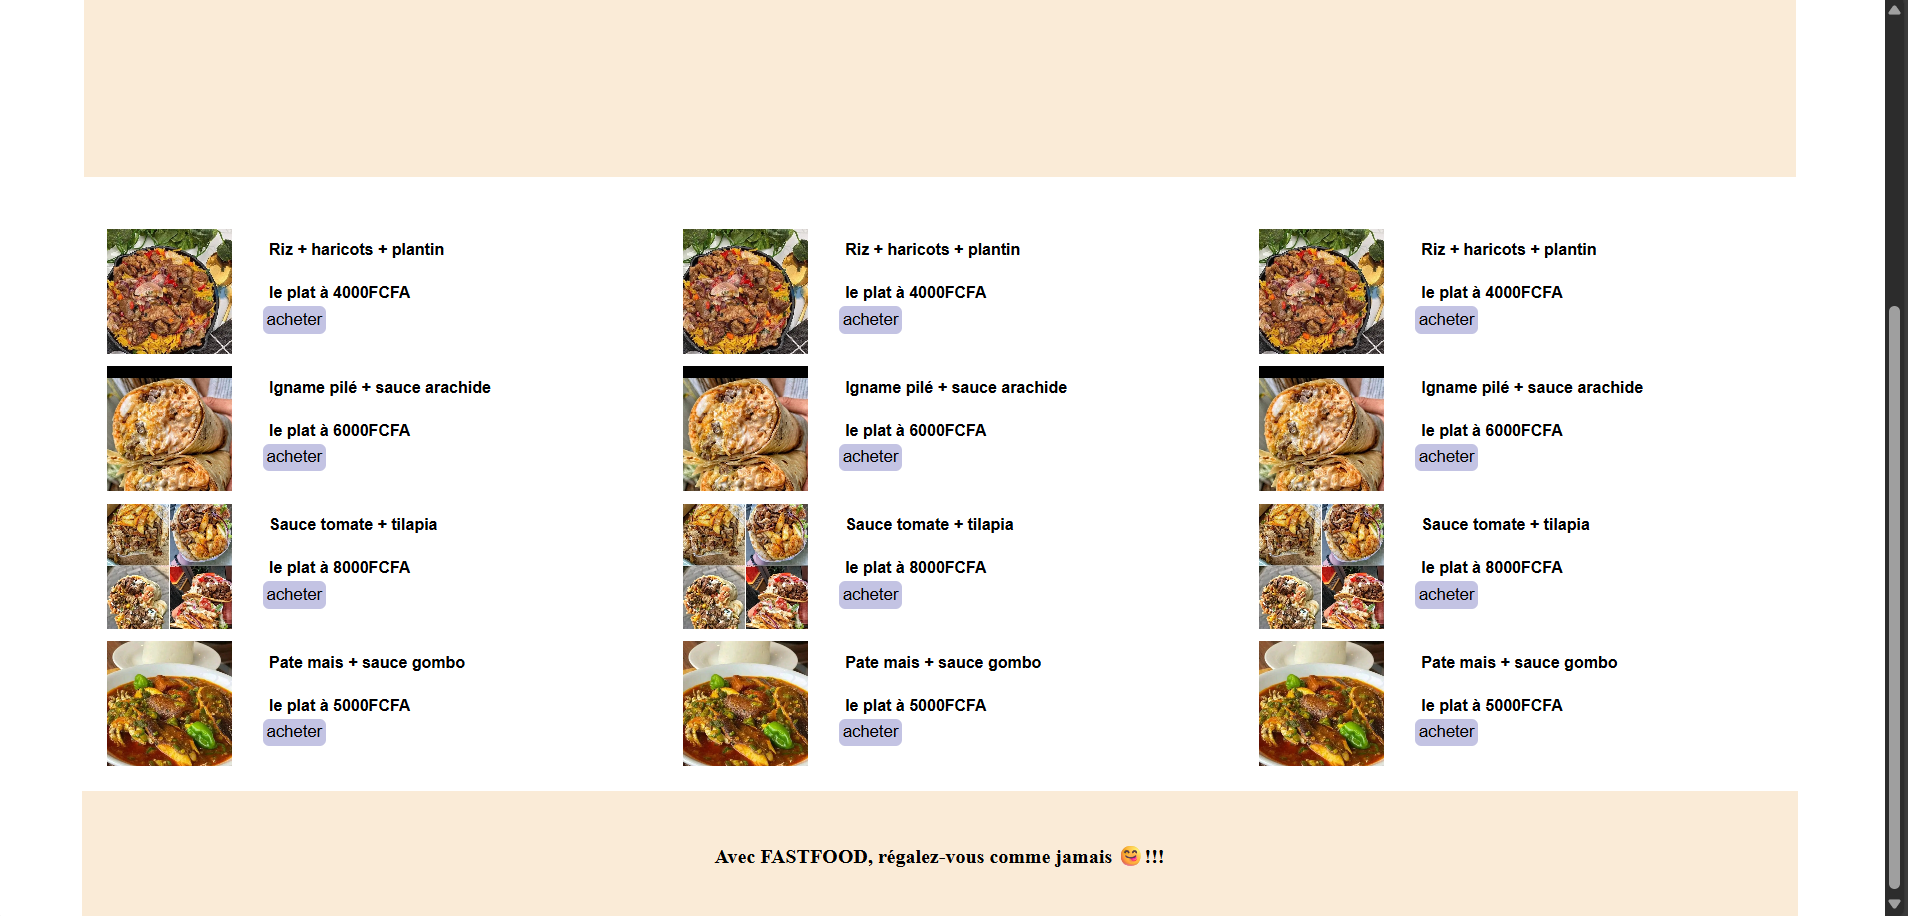 Riz + haricots + plantin
le plat à 4000FCFA
acheter
Igname pilé + sauce arachide
le plat à 6000FCFA
acheter
Sauce tomate + tilapia
le plat à 8000FCFA
acheter
Pate mais + sauce gombo
le plat à 5000FCFA
acheter
Riz + haricots + plantin
le plat à 4000FCFA
acheter
Igname pilé + sauce arachide
le plat à 6000FCFA
acheter
Sauce tomate + tilapia
le plat à 8000FCFA
acheter
Pate mais + sauce gombo
le plat à 5000FCFA
acheter
Riz + haricots + plantin
le plat à 4000FCFA
acheter
Igname pilé + sauce arachide
le plat à 6000FCFA
acheter
Sauce tomate + tilapia
le plat à 8000FCFA
acheter
Pate mais + sauce gombo
le plat à 5000FCFA
acheter
Avec FASTFOOD, régalez-vous comme jamais 😋!!!